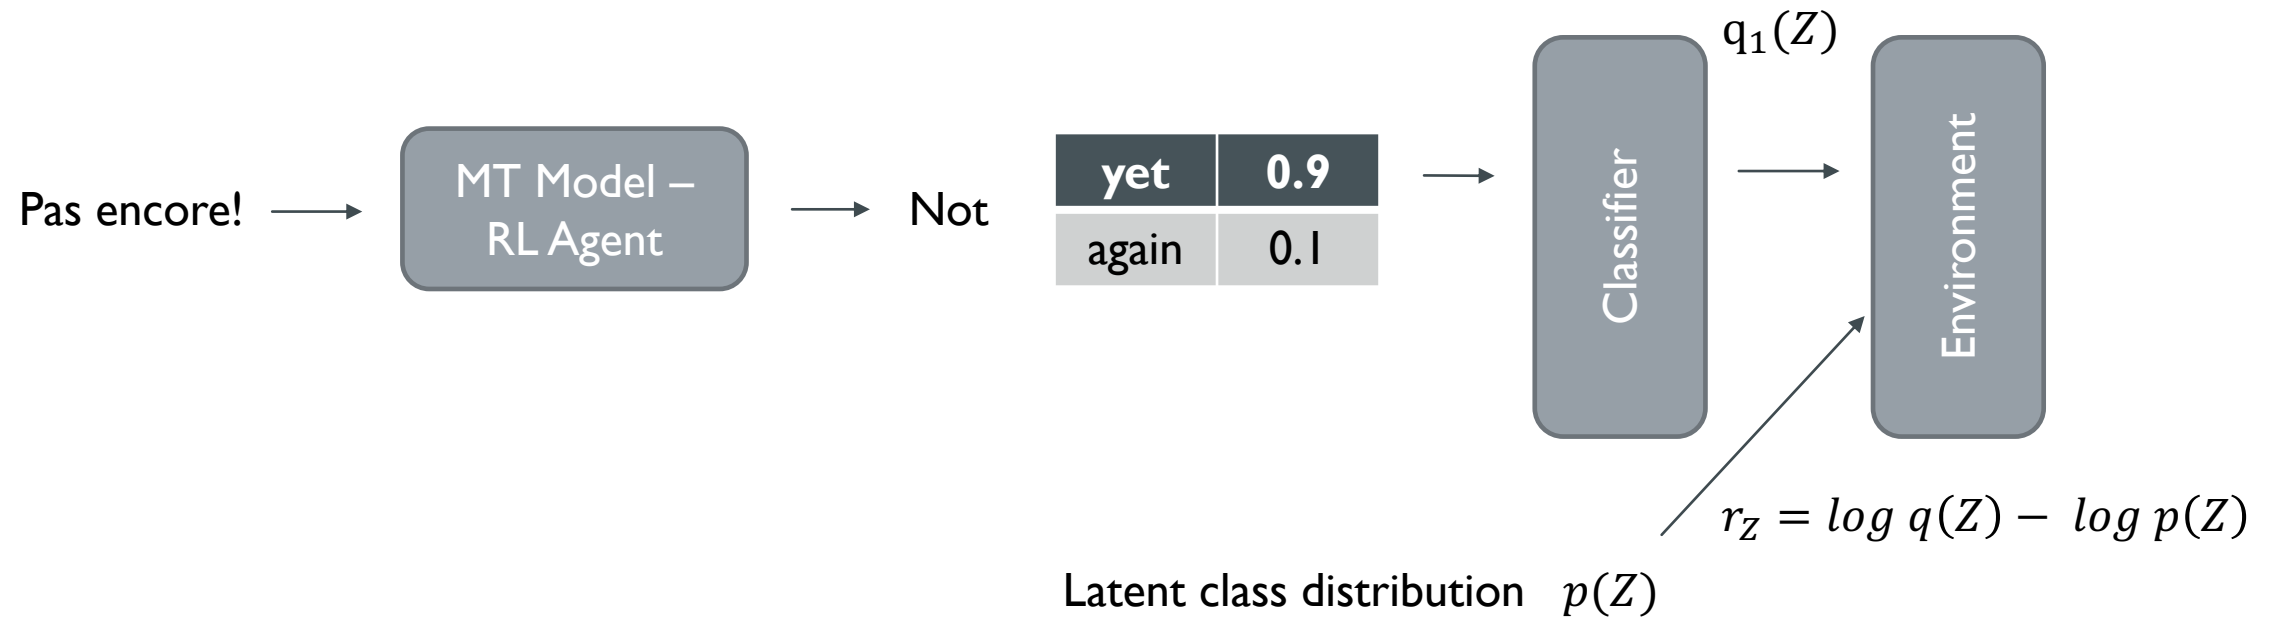 Pas encore!
MT Model –
RL Agent
Not
yet 0.9
again 0.1
Classifier
q₁(Z)
Environment
r_Z = log q(Z) − log p(Z)
Latent class distribution p(Z)